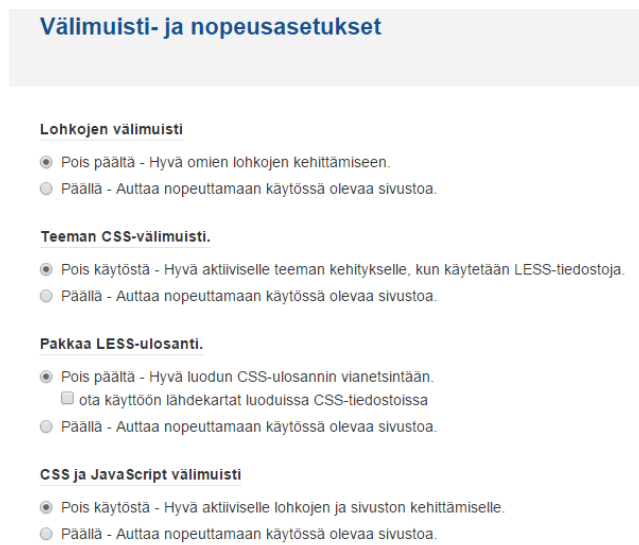 Välimuisti- ja nopeusasetukset
Lohkojen välimuisti
Pois päältä - Hyvä omien lohkojen kehittämiseen.
Päällä - Auttaa nopeuttamaan käytössä olevaa sivustoa.
Teeman CSS-välimuisti.
Pois käytöstä - Hyvä aktiiviselle teeman kehitykselle, kun käytetään LESS-tiedostoja.
Päällä - Auttaa nopeuttamaan käytössä olevaa sivustoa.
Pakkaa LESS-ulosanti.
Pois päältä - Hyvä luodun CSS-ulosannin vianetsintään.
ota käyttöön lähdekartat luoduissa CSS-tiedostoissa
Päällä - Auttaa nopeuttamaan käytössä olevaa sivustoa.
CSS ja JavaScript välimuisti
Pois käytöstä - Hyvä aktiiviselle lohkojen ja sivuston kehittämiselle.
Päällä - Auttaa nopeuttamaan käytössä olevaa sivustoa.